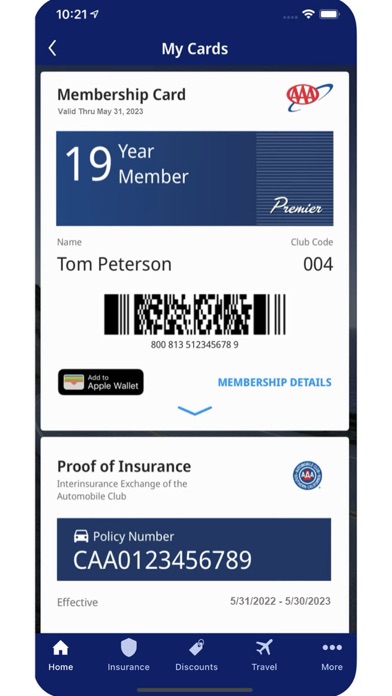 10:21
My Cards
Membership Card
Valid Thru May 31, 2023
AAA
19 Year
Member
Premier
Name
Club Code
Tom Peterson
004
800 813 512345678 9
Add to
Apple Wallet
MEMBERSHIP DETAILS
Proof of Insurance
Interinsurance Exchange of the
Automobile Club
AAA
Policy Number
CAA0123456789
Effective
5/31/2022 - 5/30/2023
Home
Insurance
Discounts
Travel
More